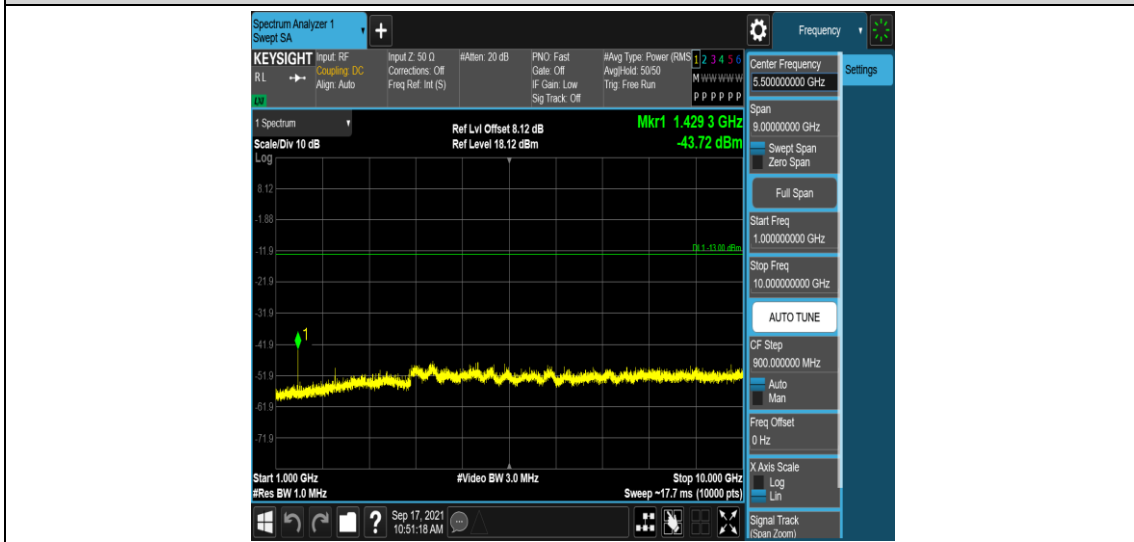 Spectrum Analyzer 1
Swept SA
+
Frequency
KEYSIGHT
RL
LXI
Input: RF
Coupling: DC
Align: Auto
Input Z: 50 Ω
Corrections: Off
Freq Ref: Int (S)
#Atten: 20 dB
PNO: Fast
Gate: Off
IF Gain: Low
Sig Track: Off
#Avg Type: Power (RMS
Avg|Hold: 50/50
Trig: Free Run
1 2 3 4 5 6
M W W W W W
P P P P P P
1 Spectrum
Scale/Div 10 dB
Log
Ref Lvl Offset 8.12 dB
Ref Level 18.12 dBm
Mkr1 1.429 3 GHz
-43.72 dBm
8.12
-1.88
-11.9
DL1 -13.00 dBm
-21.9
-31.9
1
-41.9
-51.9
-61.9
-71.9
Start 1.000 GHz
#Res BW 1.0 MHz
#Video BW 3.0 MHz
Stop 10.000 GHz
Sweep ~17.7 ms (10000 pts)
?
Sep 17, 2021
10:51:18 AM
Center Frequency
5.500000000 GHz
Settings
Span
9.00000000 GHz
Swept Span
Zero Span
Full Span
Start Freq
1.000000000 GHz
Stop Freq
10.000000000 GHz
AUTO TUNE
CF Step
900.000000 MHz
Auto
Man
Freq Offset
0 Hz
X Axis Scale
Log
Lin
Signal Track
(Span Zoom)